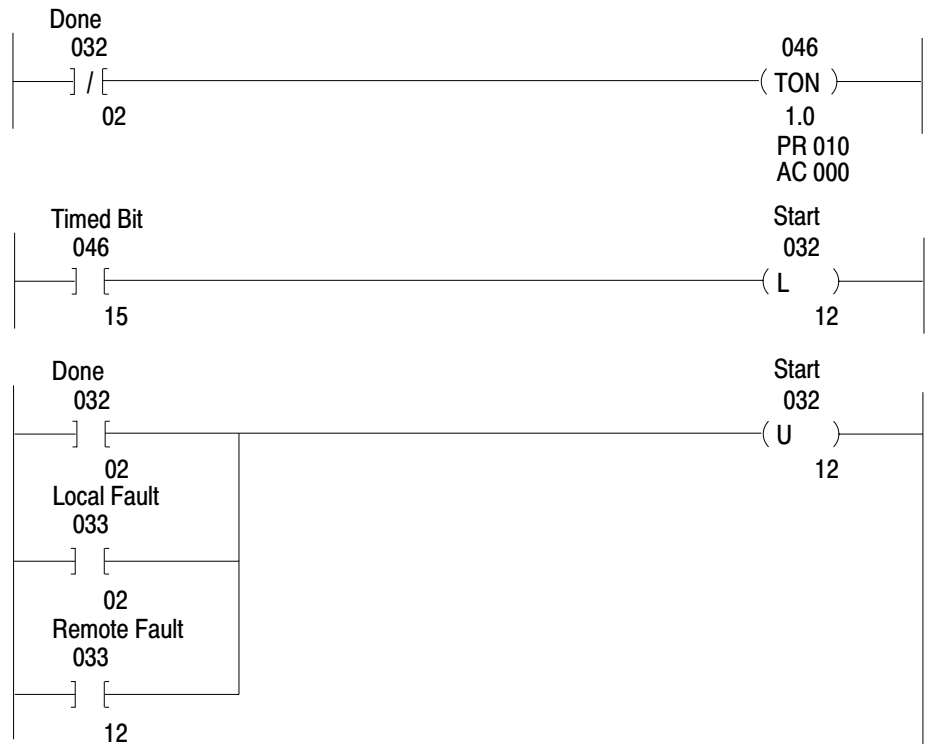 Done
032 046
] / [ ( TON )
02 1.0
PR 010
AC 000
Timed Bit Start
046 032
] [ ( L )
15 12
Done Start
032 032
] [ ( U )
02 12
Local Fault
033
] [
02
Remote Fault
033
] [
12